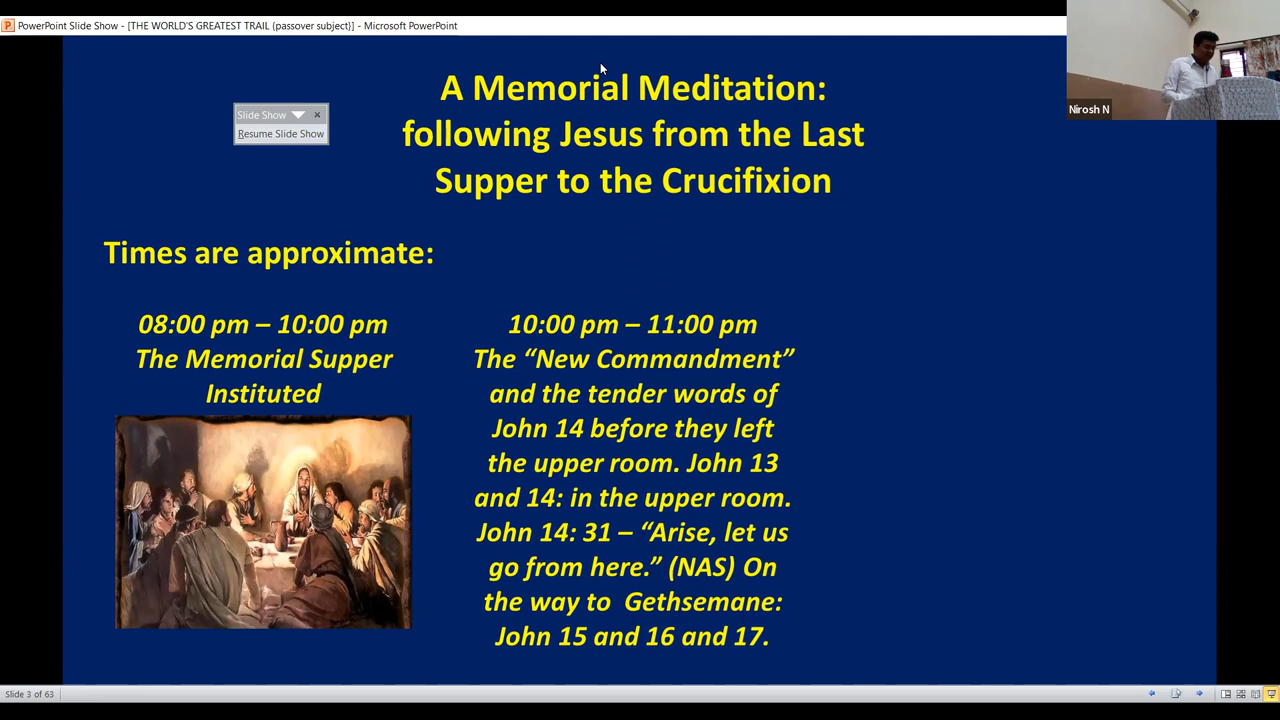 PowerPoint Slide Show - [THE WORLD'S GREATEST TRAIL (passover subject}] - Microsoft PowerPoint
Nirosh N
A Memorial Meditation:
following Jesus from the Last
Supper to the Crucifixion
Slide Show
Resume Slide Show
Times are approximate:
08:00 pm – 10:00 pm
The Memorial Supper
Instituted
10:00 pm – 11:00 pm
The “New Commandment”
and the tender words of
John 14 before they left
the upper room. John 13
and 14: in the upper room.
John 14: 31 – “Arise, let us
go from here.” (NAS) On
the way to  Gethsemane:
John 15 and 16 and 17.
Slide 3 of 63